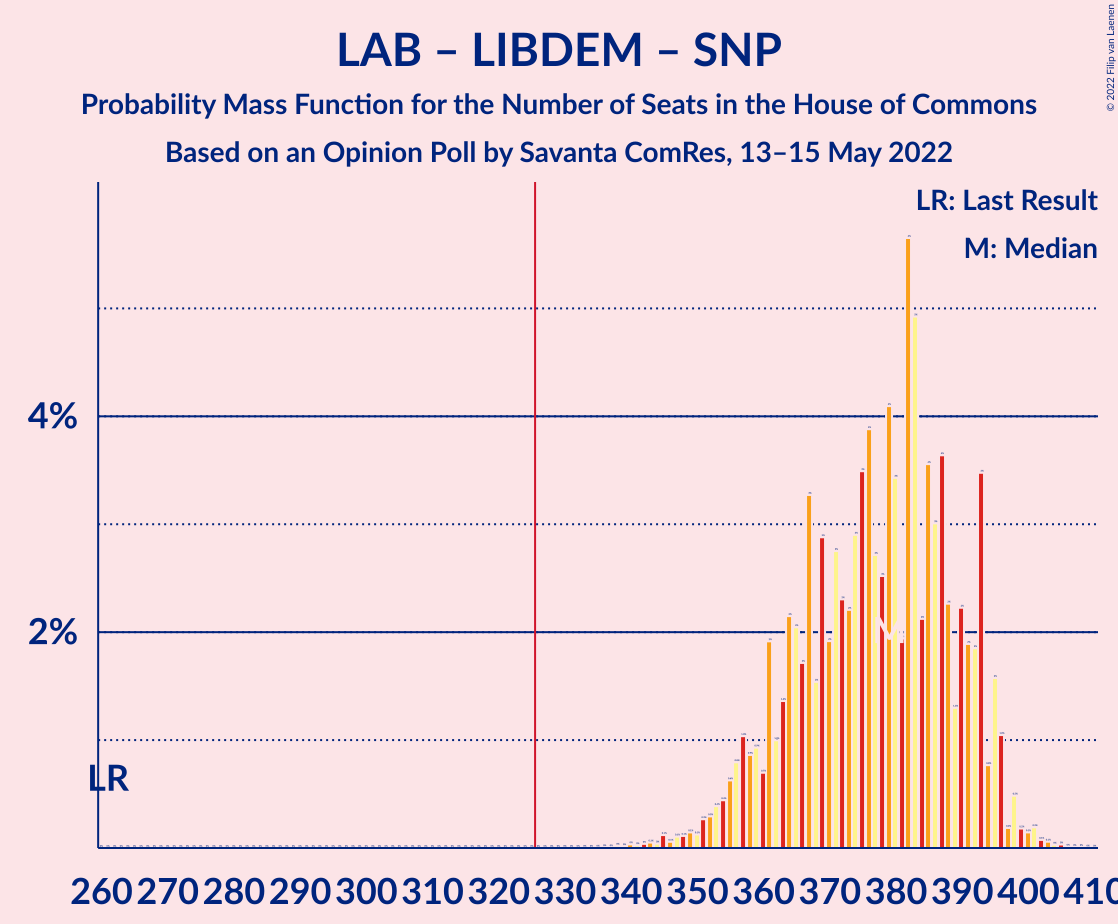 LAB – LIBDEM – SNP
Probability Mass Function for the Number of Seats in the House of Commons
Based on an Opinion Poll by Savanta ComRes, 13–15 May 2022
© 2022 Filip van Laenen
LR: Last Result
M: Median
4%
2%
LR
M
260 270 280 290 300 310 320 330 340 350 360 370 380 390 400 410